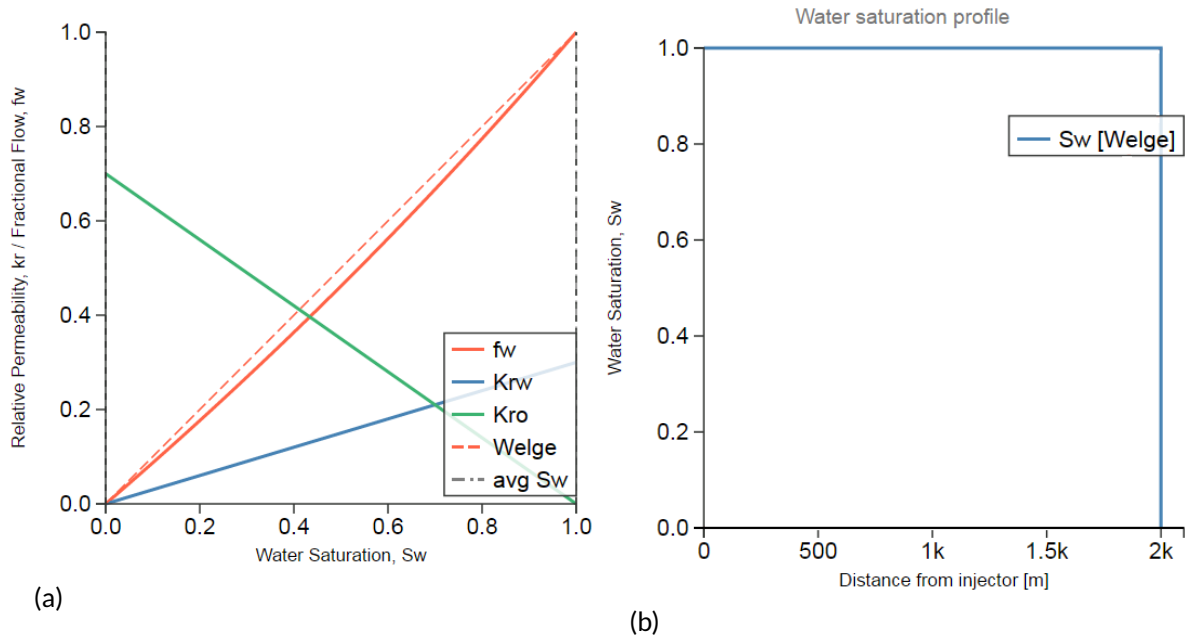 Relative Permeability, kr / Fractional Flow, fw
1.0
0.8
0.6
0.4
0.2
0.0
0.0 0.2 0.4 0.6 0.8 1.0
Water Saturation, Sw
fw
Krw
Kro
Welge
avg Sw
(a)
Water saturation profile
Water Saturation, Sw
1.0
0.8
0.6
0.4
0.2
0.0
0 500 1k 1.5k 2k
Distance from injector [m]
Sw [Welge]
(b)